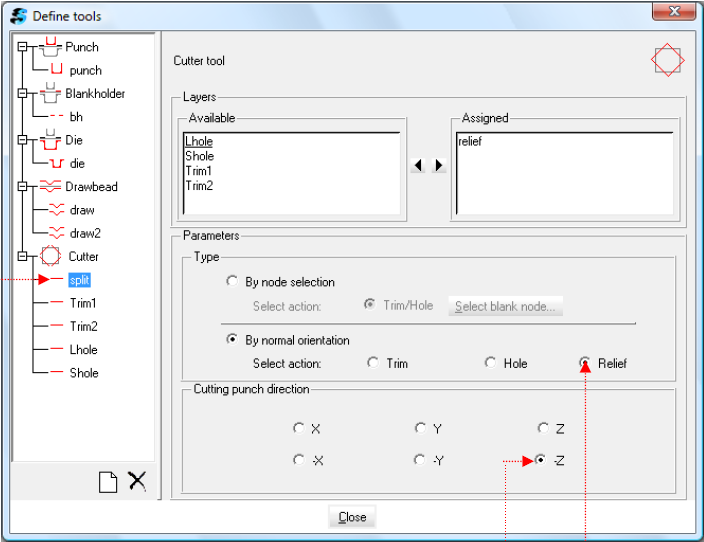 Define tools
Punch
punch
Blankholder
bh
Die
die
Drawbead
draw
draw2
Cutter
split
Trim1
Trim2
Lhole
Shole
Cutter tool
Layers
Available
Lhole
Shole
Trim1
Trim2
Assigned
relief
Parameters
Type
By node selection
Select action: Trim/Hole Select blank node...
By normal orientation
Select action: Trim Hole Relief
Cutting punch direction
X Y Z
-X -Y -Z
Close